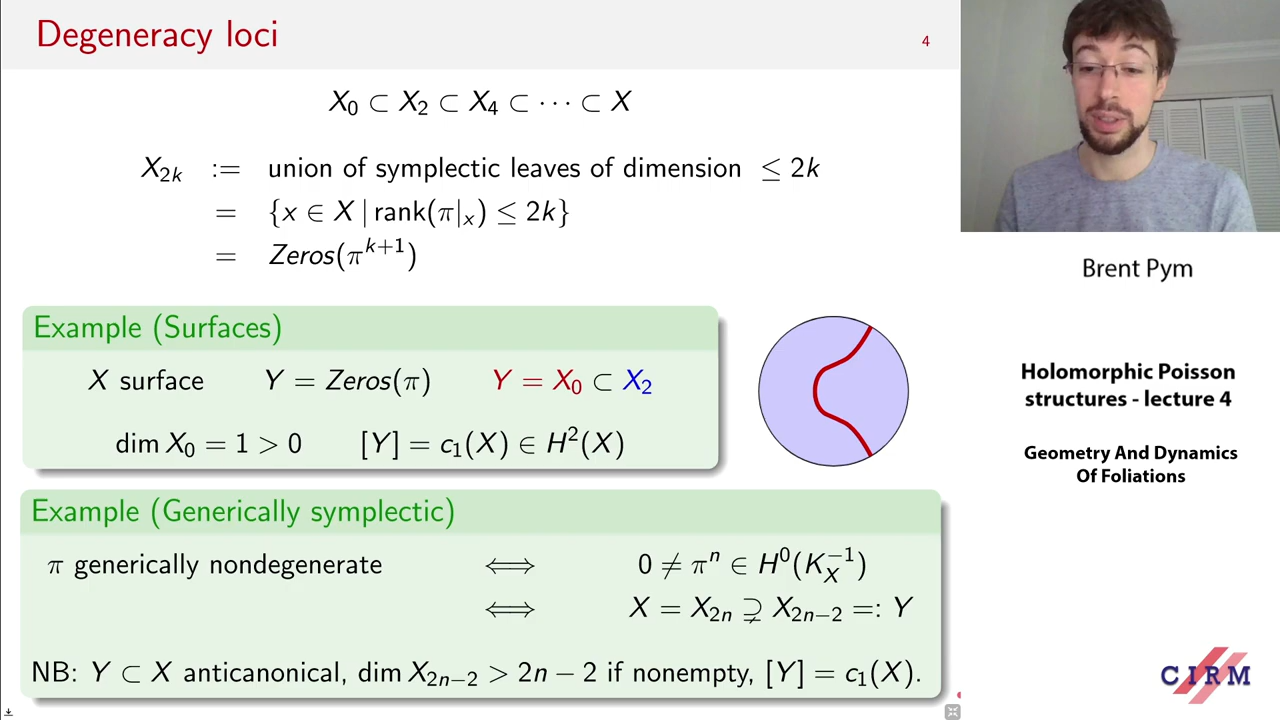 Degeneracy loci
4
X₀ ⊂ X₂ ⊂ X₄ ⊂ ··· ⊂ X
X₂ₖ := union of symplectic leaves of dimension ≤ 2k
= {x ∈ X | rank(π|ₓ) ≤ 2k}
= Zeros(πᵏ⁺¹)
Example (Surfaces)
X surface Y = Zeros(π) Y = X₀ ⊂ X₂
dim X₀ = 1 > 0 [Y] = c₁(X) ∈ H²(X)
Example (Generically symplectic)
π generically nondegenerate ⟺ 0 ≠ πⁿ ∈ H⁰(K_X⁻¹)
⟺ X = X₂ₙ ⊋ X₂ₙ₋₂ =: Y
NB: Y ⊂ X anticanonical, dim X₂ₙ₋₂ > 2n − 2 if nonempty, [Y] = c₁(X).
Brent Pym
Holomorphic Poisson
structures - lecture 4
Geometry And Dynamics
Of Foliations
CIRM